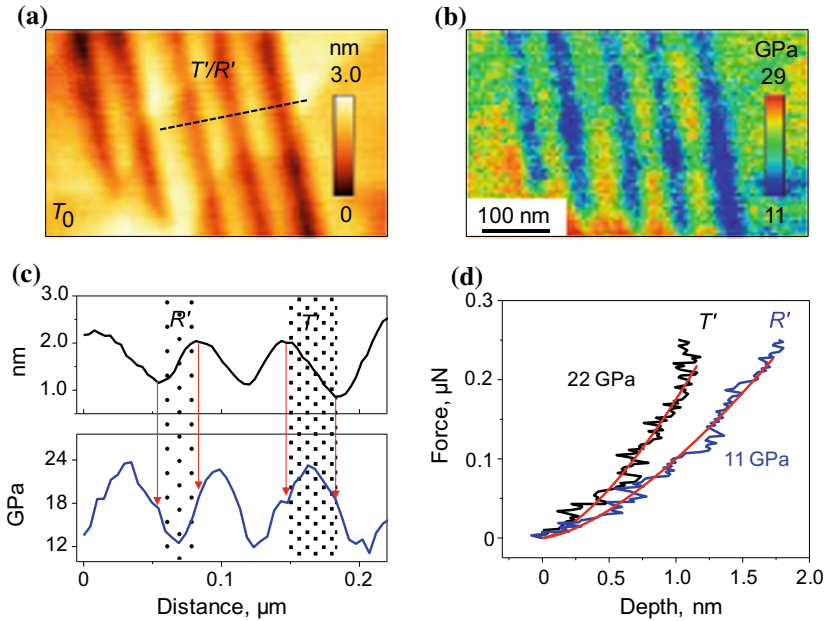 (a)
nm
3.0
T'/R'
0
T0
(b)
GPa
29
11
100 nm
(c)
3.0
2.0
1.0
nm
R'
T'
24
18
12
GPa
0
0.1
0.2
Distance, µm
(d)
0.3
0.2
0.1
0
Force, µN
T'
R'
22 GPa
11 GPa
0
0.5
1.0
1.5
2.0
Depth, nm